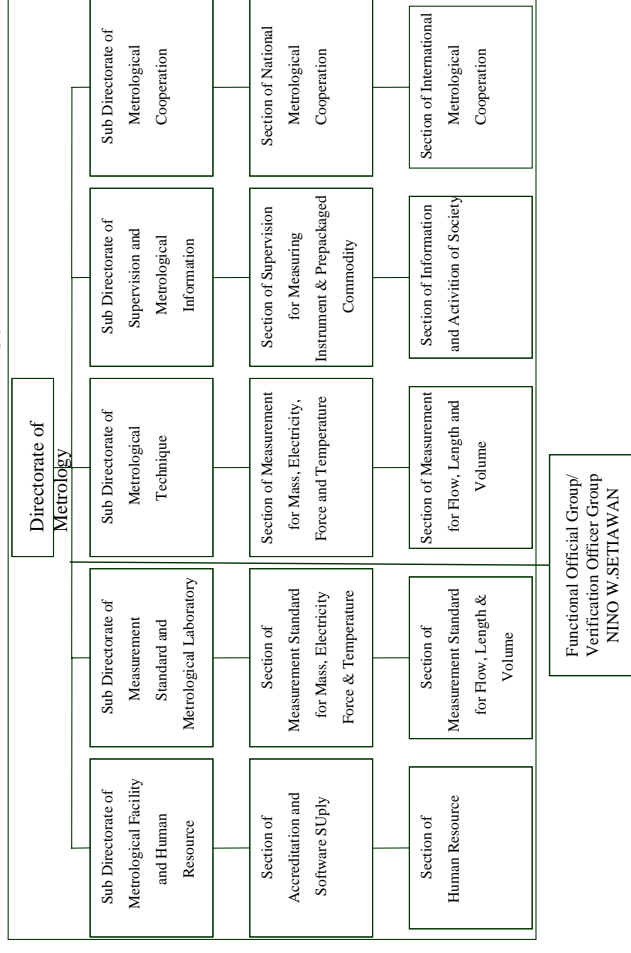 Directorate of
Metrology
Sub Directorate of
Metrological Facility
and Human
Resource
Sub Directorate of
Measurement
Standard and
Metrological Laboratory
Sub Directorate of
Metrological
Technique
Sub Directorate of
Supervision and
Metrological
Information
Sub Directorate of
Metrological
Cooperation
Section of
Accreditation and
Software SUply
Section of
Measurement Standard
for Mass, Electricity
Force & Temperature
Section of Measurement
for Mass, Electricity,
Force and Temperature
Section of Supervision
for Measuring
Instrument & Prepackaged
Commodity
Section of National
Metrological
Cooperation
Section of
Human Resource
Section of
Measurement Standard
for Flow, Length &
Volume
Section of Measurement
for Flow, Length and
Volume
Section of Information
and Activition of Society
Section of International
Metrological
Cooperation
Functional Official Group/
Verification Officer Group
NINO W.SETIAWAN